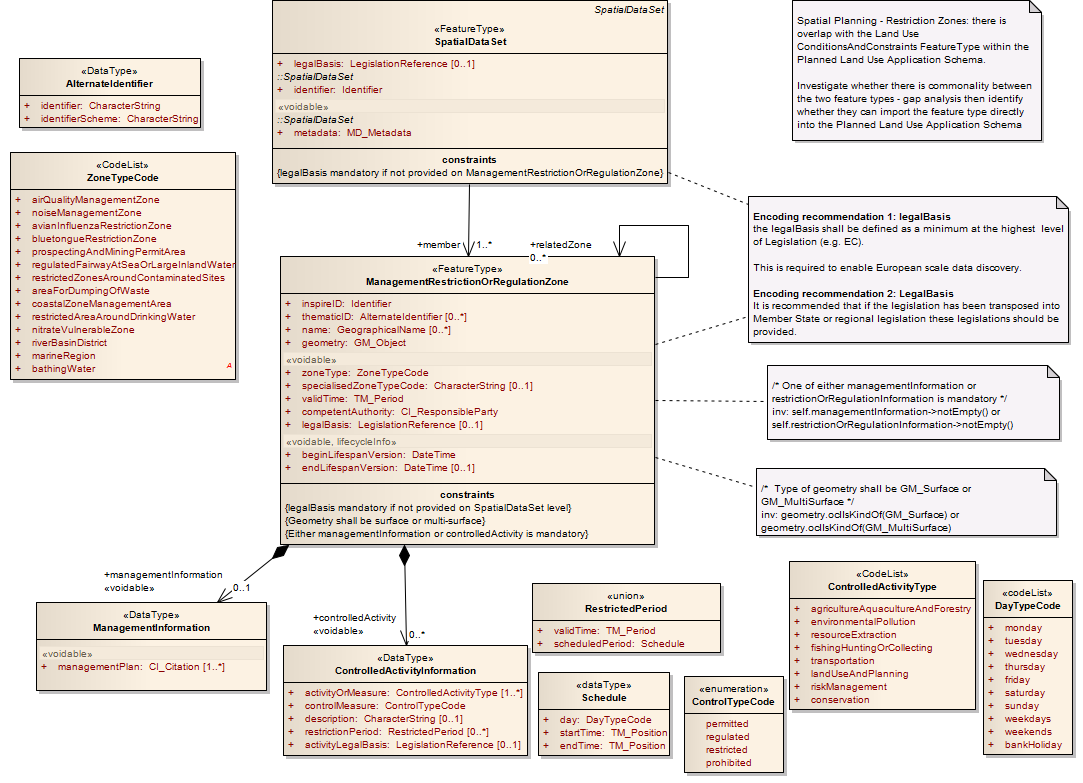 SpatialDataSet
«FeatureType»
SpatialDataSet
+ legalBasis: LegislationReference [0..1]
::SpatialDataSet
+ identifier: Identifier
«voidable»
::SpatialDataSet
+ metadata: MD_Metadata
constraints
{legalBasis mandatory if not provided on ManagementRestrictionOrRegulationZone}
Spatial Planning - Restriction Zones: there is
overlap with the Land Use
ConditionsAndConstraints FeatureType within the
Planned Land Use Application Schema.
Investigate whether there is commonality between
the two feature types - gap analysis then identify
whether they can import the feature type directly
into the Planned Land Use Application Schema
«DataType»
AlternateIdentifier
+ identifier: CharacterString
+ identifierScheme: CharacterString
«CodeList»
ZoneTypeCode
+ airQualityManagementZone
+ noiseManagementZone
+ avianInfluenzaRestrictionZone
+ bluetongueRestrictionZone
+ prospectingAndMiningPermitArea
+ regulatedFairwayAtSeaOrLargeInlandWater
+ restrictedZonesAroundContaminatedSites
+ areaForDumpingOfWaste
+ coastalZoneManagementArea
+ restrictedAreaAroundDrinkingWater
+ nitrateVulnerableZone
+ riverBasinDistrict
+ marineRegion
+ bathingWater
A
+member
1..*
+relatedZone
0..*
Encoding recommendation 1: legalBasis
the legalBasis shall be defined as a minimum at the highest level
of Legislation (e.g. EC).
This is required to enable European scale data discovery.
Encoding recommendation 2: LegalBasis
It is recommended that if the legislation has been transposed into
Member State or regional legislation these legislations should be
provided.
«FeatureType»
ManagementRestrictionOrRegulationZone
+ inspireID: Identifier
+ thematicID: AlternateIdentifier [0..*]
+ name: GeographicalName [0..*]
+ geometry: GM_Object
«voidable»
+ zoneType: ZoneTypeCode
+ specialisedZoneTypeCode: CharacterString [0..1]
+ validTime: TM_Period
+ competentAuthority: CI_ResponsibleParty
+ legalBasis: LegislationReference [0..1]
«voidable, lifecycleInfo»
+ beginLifespanVersion: DateTime
+ endLifespanVersion: DateTime [0..1]
constraints
{legalBasis mandatory if not provided on SpatialDataSet level}
{Geometry shall be surface or multi-surface}
{Either managementInformation or controlledActivity is mandatory}
/* One of either managementInformation or
restrictionOrRegulationInformation is mandatory */
inv: self.managementInformation->notEmpty() or
self.restrictionOrRegulationInformation->notEmpty()
/* Type of geometry shall be GM_Surface or
GM_MultiSurface */
inv: geometry.oclIsKindOf(GM_Surface) or
geometry.oclIsKindOf(GM_MultiSurface)
+managementInformation
«voidable»
0..1
+controlledActivity
«voidable»
0..*
«DataType»
ManagementInformation
«voidable»
+ managementPlan: CI_Citation [1..*]
«DataType»
ControlledActivityInformation
+ activityOrMeasure: ControlledActivityType [1..*]
+ controlMeasure: ControlTypeCode
+ description: CharacterString [0..1]
+ restrictionPeriod: RestrictedPeriod [0..*]
+ activityLegalBasis: LegislationReference [0..1]
«union»
RestrictedPeriod
+ validTime: TM_Period
+ scheduledPeriod: Schedule
«dataType»
Schedule
+ day: DayTypeCode
+ startTime: TM_Position
+ endTime: TM_Position
«enumeration»
ControlTypeCode
permitted
regulated
restricted
prohibited
«CodeList»
ControlledActivityType
+ agricultureAquacultureAndForestry
+ environmentalPollution
+ resourceExtraction
+ fishingHuntingOrCollecting
+ transportation
+ landUseAndPlanning
+ riskManagement
+ conservation
«codeList»
DayTypeCode
+ monday
+ tuesday
+ wednesday
+ thursday
+ friday
+ saturday
+ sunday
+ weekdays
+ weekends
+ bankHoliday